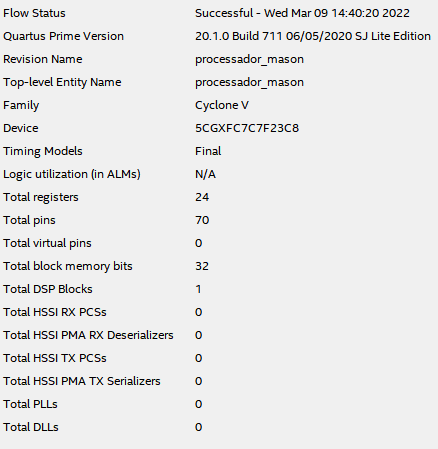 Flow Status Successful - Wed Mar 09 14:40:20 2022
Quartus Prime Version 20.1.0 Build 711 06/05/2020 SJ Lite Edition
Revision Name processador_mason
Top-level Entity Name processador_mason
Family Cyclone V
Device 5CGXFC7C7F23C8
Timing Models Final
Logic utilization (in ALMs) N/A
Total registers 24
Total pins 70
Total virtual pins 0
Total block memory bits 32
Total DSP Blocks 1
Total HSSI RX PCSs 0
Total HSSI PMA RX Deserializers 0
Total HSSI TX PCSs 0
Total HSSI PMA TX Serializers 0
Total PLLs 0
Total DLLs 0